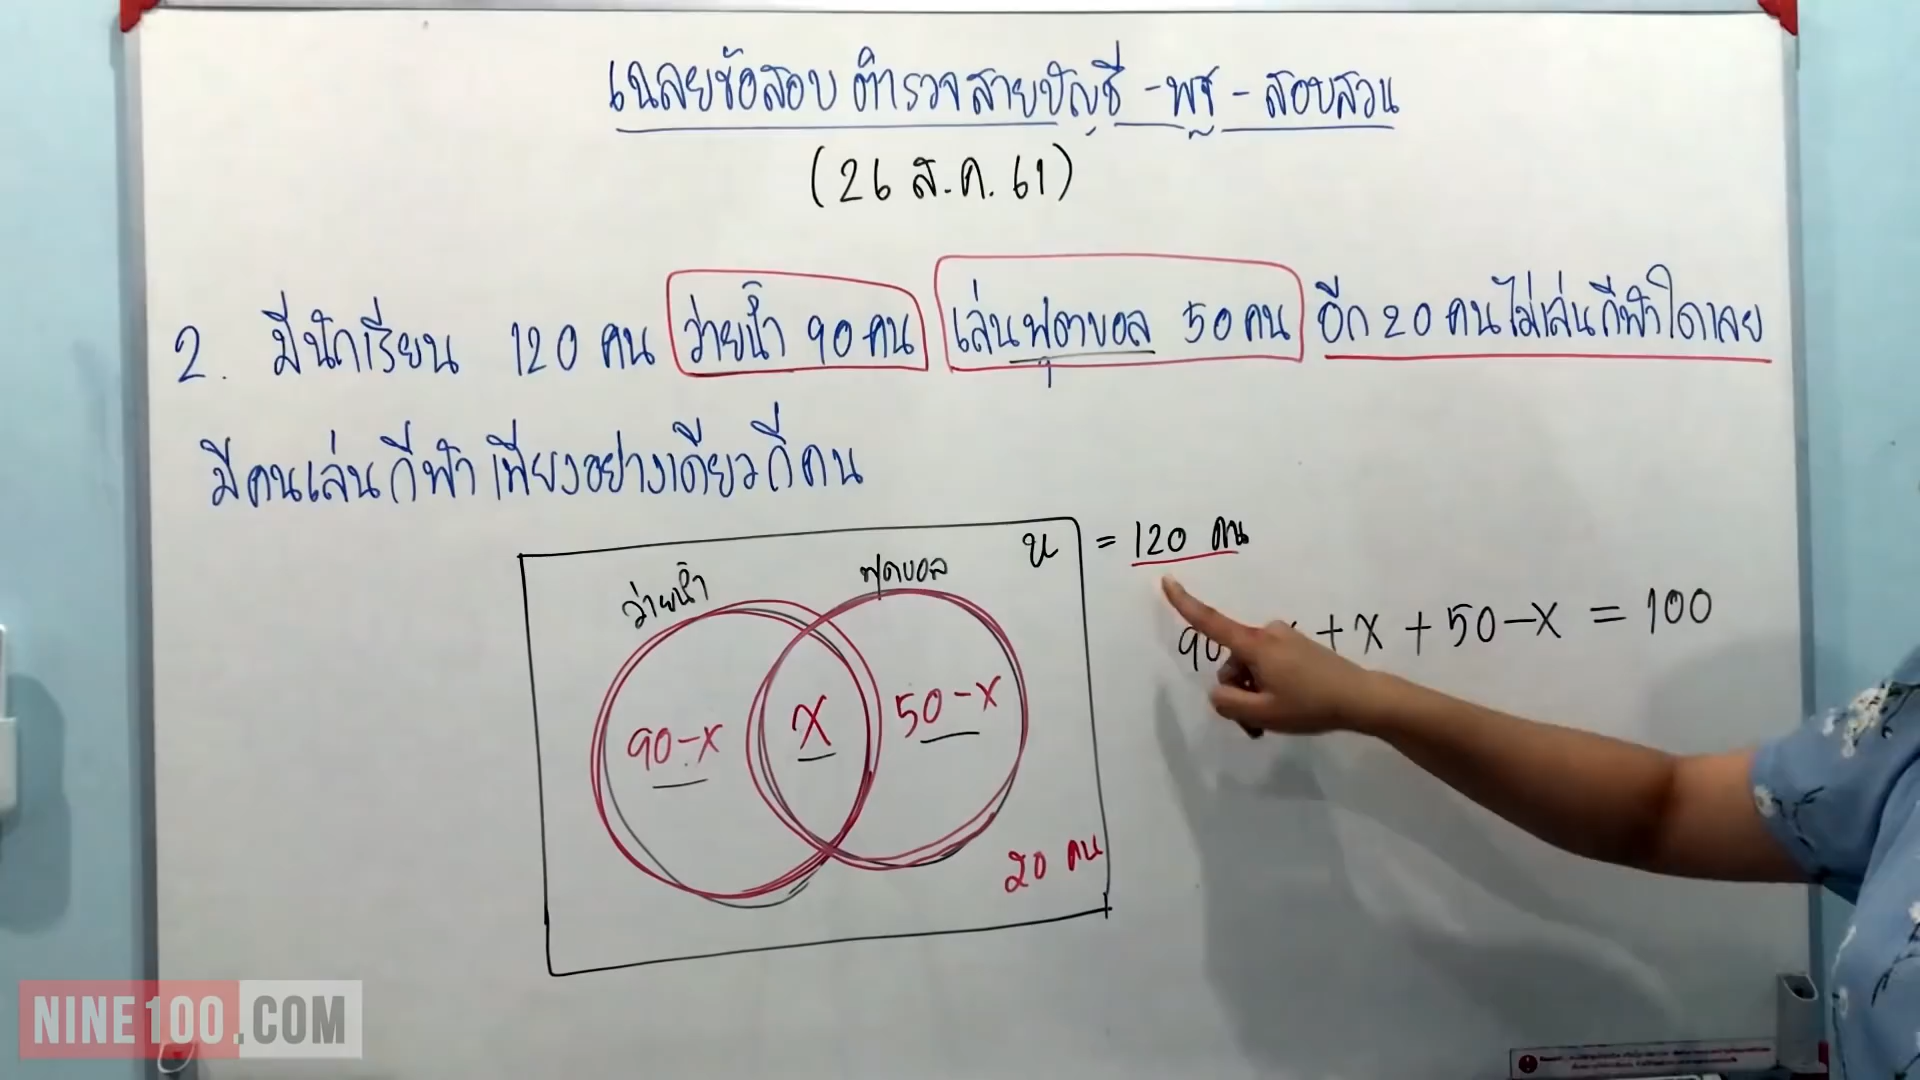 เฉลยข้อสอบ ตำรวจสายบัญชี - พฐ - สอบสวน
(26 ส.ค. 61)
2. มีนักเรียน 120 คน ว่ายน้ำ 90 คน เล่นฟุตบอล 50 คน อีก 20 คนไม่เล่นกีฬาใดเลย
มีคนเล่นกีฬาเพียงอย่างเดียวกี่คน
U = 120 คน
ว่ายน้ำ ฟุตบอล
90 + x + 50 - x = 100
90 - x x 50 - x
20 คน
NINE100.COM